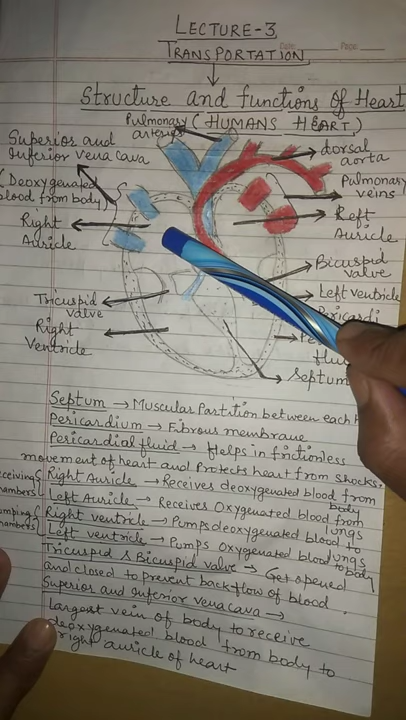 LECTURE-3
TRANSPORTATION
Date: Page:
Structure and functions of Heart
(HUMANS HEART)
Pulmonary
arteries
Superior and
Inferior Vena cava
(Deoxygenated
blood from body)
Right
Auricle
Tricuspid
valve
Right
Ventricle
dorsal
aorta
Pulmonary
veins
Left
Auricle
Bicuspid
valve
Left ventricle
Septum
Septum → Muscular Partition between each
Pericardium → Fibrous membrane
Pericardial fluid → Helps in frictionless
movement of heart and Protects heart from shocks.
Right Auricle → Receives deoxygenated blood from
body
Left Auricle → Receives Oxygenated blood from
lungs
Right ventricle → Pumps deoxygenated blood to
lungs
Left ventricle → Pumps Oxygenated blood
to body
Tricuspid & Bicuspid valve → Get opened
and closed to prevent backflow of blood.
Superior and Inferior venacava →
Largest vein of body to receive
deoxygenated blood from body to
right auricle of heart